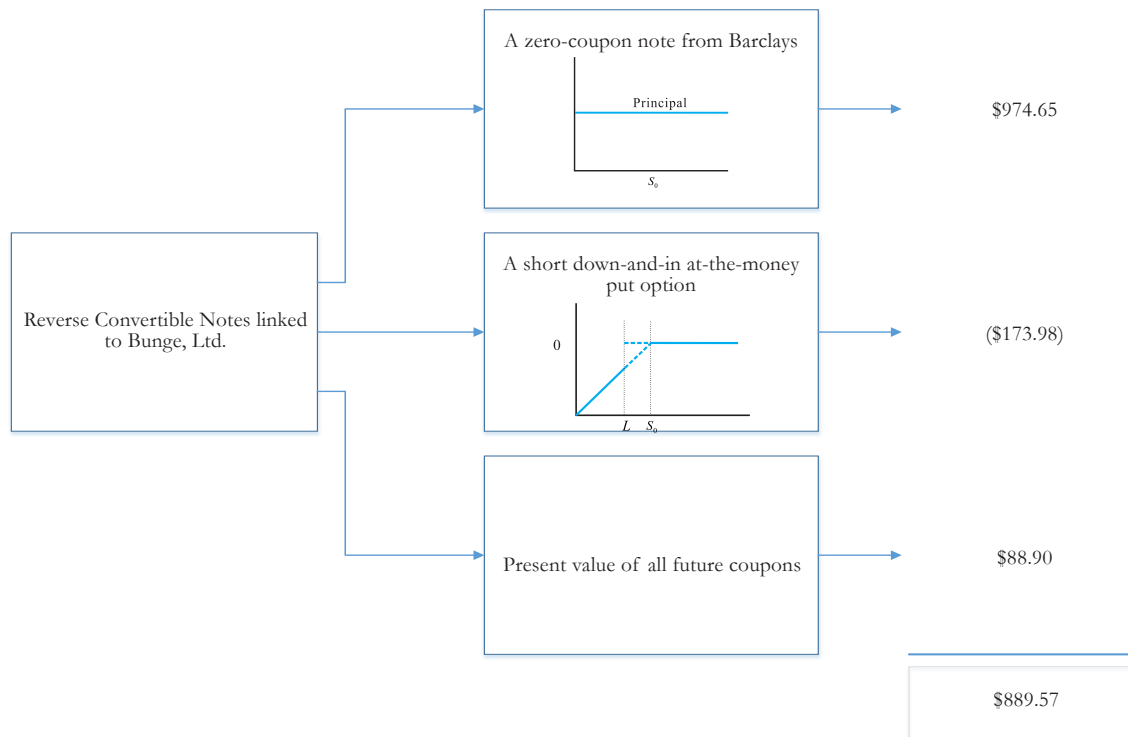 A zero-coupon note from Barclays
Principal
S₀
$974.65
Reverse Convertible Notes linked
to Bunge, Ltd.
A short down-and-in at-the-money
put option
0
L S₀
($173.98)
Present value of all future coupons
$88.90
$889.57